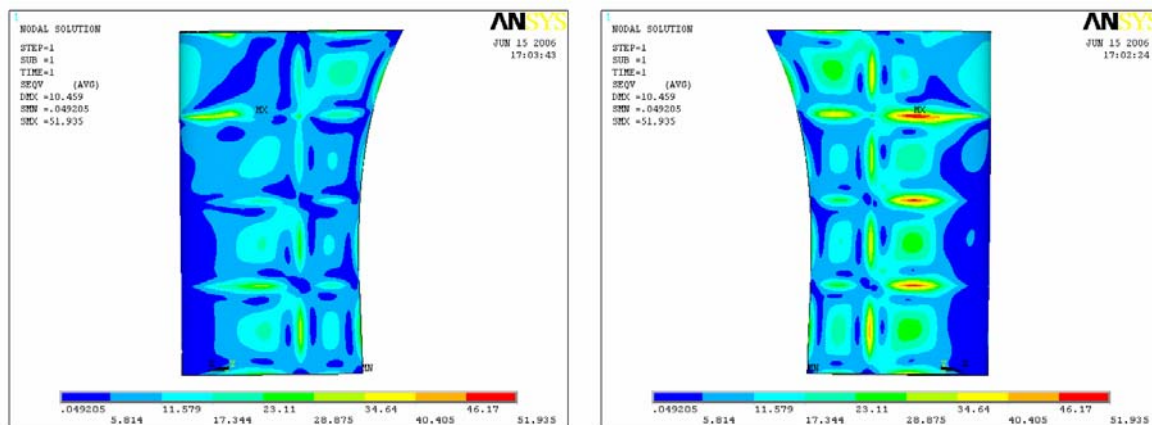 1
NODAL SOLUTION
STEP=1
SUB =1
TIME=1
SEQV (AVG)
DMX =10.459
SMN =.049205
SMX =51.935
ANSYS
JUN 15 2006
17:03:43
MX
MN
.049205 11.579 23.11 34.64 46.17
5.814 17.344 28.875 40.405 51.935
1
NODAL SOLUTION
STEP=1
SUB =1
TIME=1
SEQV (AVG)
DMX =10.459
SMN =.049205
SMX =51.935
ANSYS
JUN 15 2006
17:02:24
MX
MN
.049205 11.579 23.11 34.64 46.17
5.814 17.344 28.875 40.405 51.935